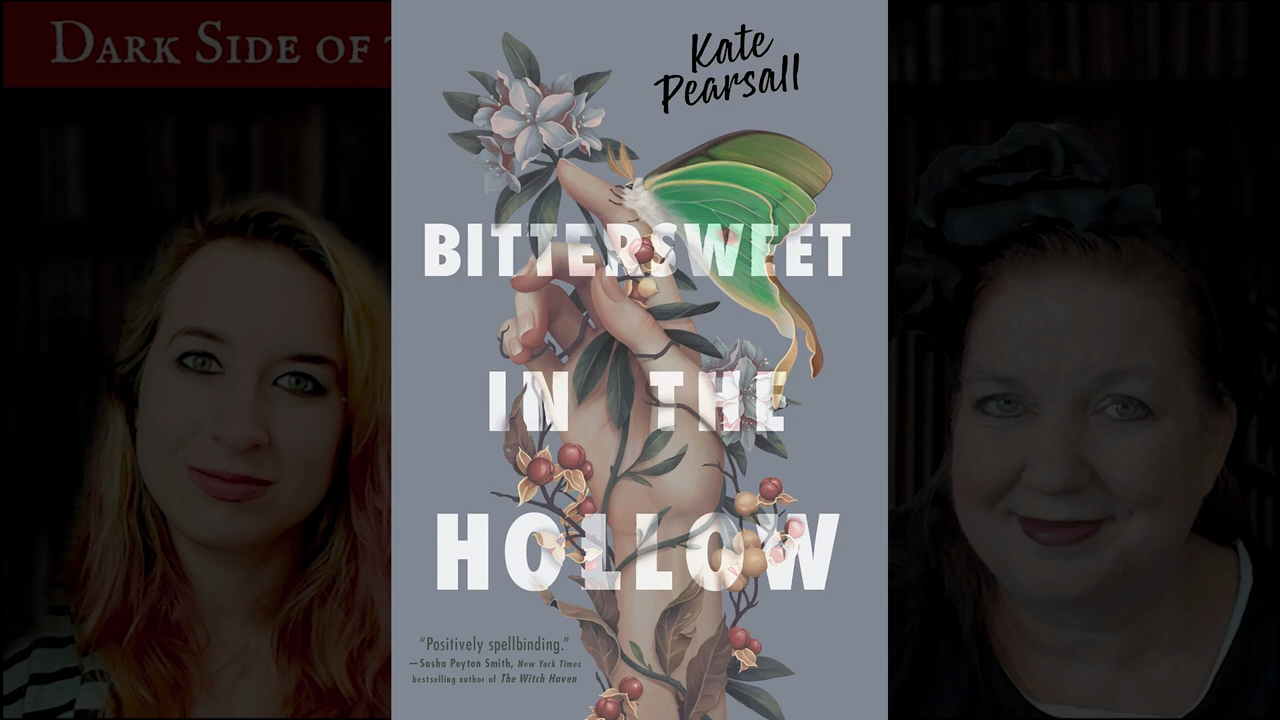 DARK SIDE OF
Kate
Pearsall
BITTERSWEET
IN THE
HOLLOW
“Positively spellbinding.”
—Sasha Peyton Smith, New York Times
bestselling author of The Witch Haven